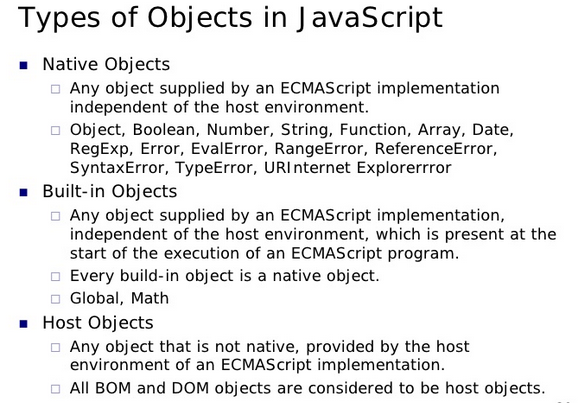 Types of Objects in JavaScript
Native Objects
Any object supplied by an ECMAScript implementation
independent of the host environment.
Object, Boolean, Number, String, Function, Array, Date,
RegExp, Error, EvalError, RangeError, ReferenceError,
SyntaxError, TypeError, URInternet Explorerrror
Built-in Objects
Any object supplied by an ECMAScript implementation,
independent of the host environment, which is present at the
start of the execution of an ECMAScript program.
Every build-in object is a native object.
Global, Math
Host Objects
Any object that is not native, provided by the host
environment of an ECMAScript implementation.
All BOM and DOM objects are considered to be host objects.